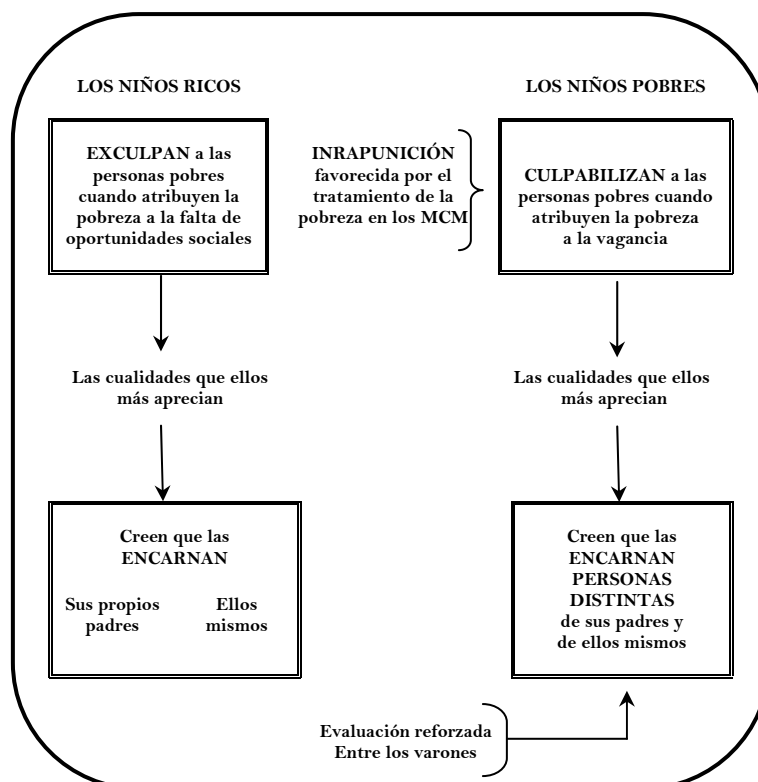 LOS NIÑOS RICOS
EXCULPAN a las
personas pobres
cuando atribuyen la
pobreza a la falta de
oportunidades sociales
Las cualidades que ellos
más aprecian
Creen que las
ENCARNAN
Sus propios
padres
Ellos
mismos
INRAPUNICIÓN
favorecida por el
tratamiento de la
pobreza en los MCM
LOS NIÑOS POBRES
CULPABILIZAN a las
personas pobres cuando
atribuyen la pobreza
a la vagancia
Las cualidades que ellos
más aprecian
Creen que las
ENCARNAN
PERSONAS
DISTINTAS
de sus padres y
de ellos mismos
Evaluación reforzada
Entre los varones